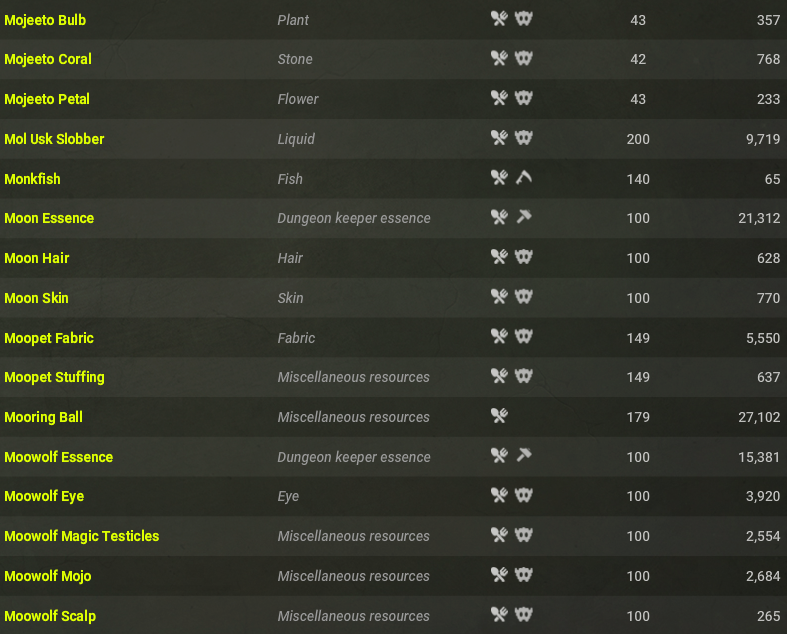 Mojeeto Bulb Plant 43 357
Mojeeto Coral Stone 42 768
Mojeeto Petal Flower 43 233
Mol Usk Slobber Liquid 200 9,719
Monkfish Fish 140 65
Moon Essence Dungeon keeper essence 100 21,312
Moon Hair Hair 100 628
Moon Skin Skin 100 770
Moopet Fabric Fabric 149 5,550
Moopet Stuffing Miscellaneous resources 149 637
Mooring Ball Miscellaneous resources 179 27,102
Moowolf Essence Dungeon keeper essence 100 15,381
Moowolf Eye Eye 100 3,920
Moowolf Magic Testicles Miscellaneous resources 100 2,554
Moowolf Mojo Miscellaneous resources 100 2,684
Moowolf Scalp Miscellaneous resources 100 265